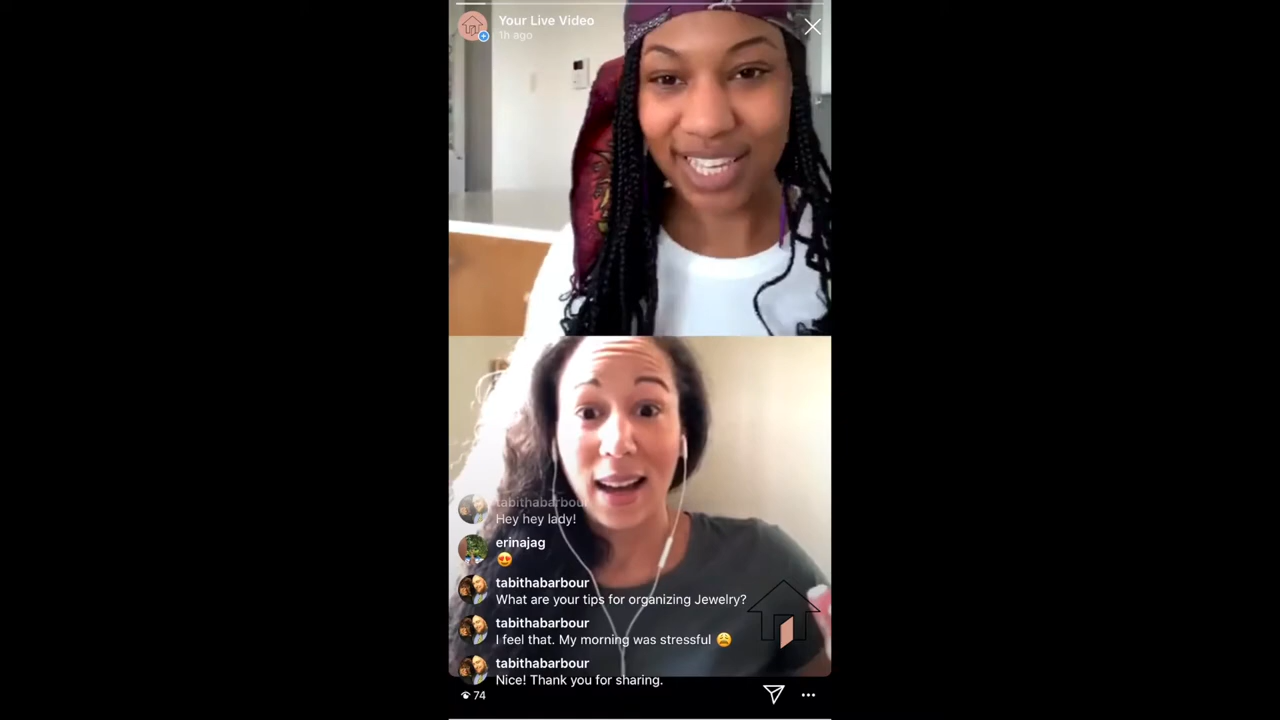 Your Live Video
1h ago
tabithabarbour
Hey hey lady!
erinajag
😍
tabithabarbour
What are your tips for organizing Jewelry?
tabithabarbour
I feel that. My morning was stressful 😩
tabithabarbour
Nice! Thank you for sharing.
74